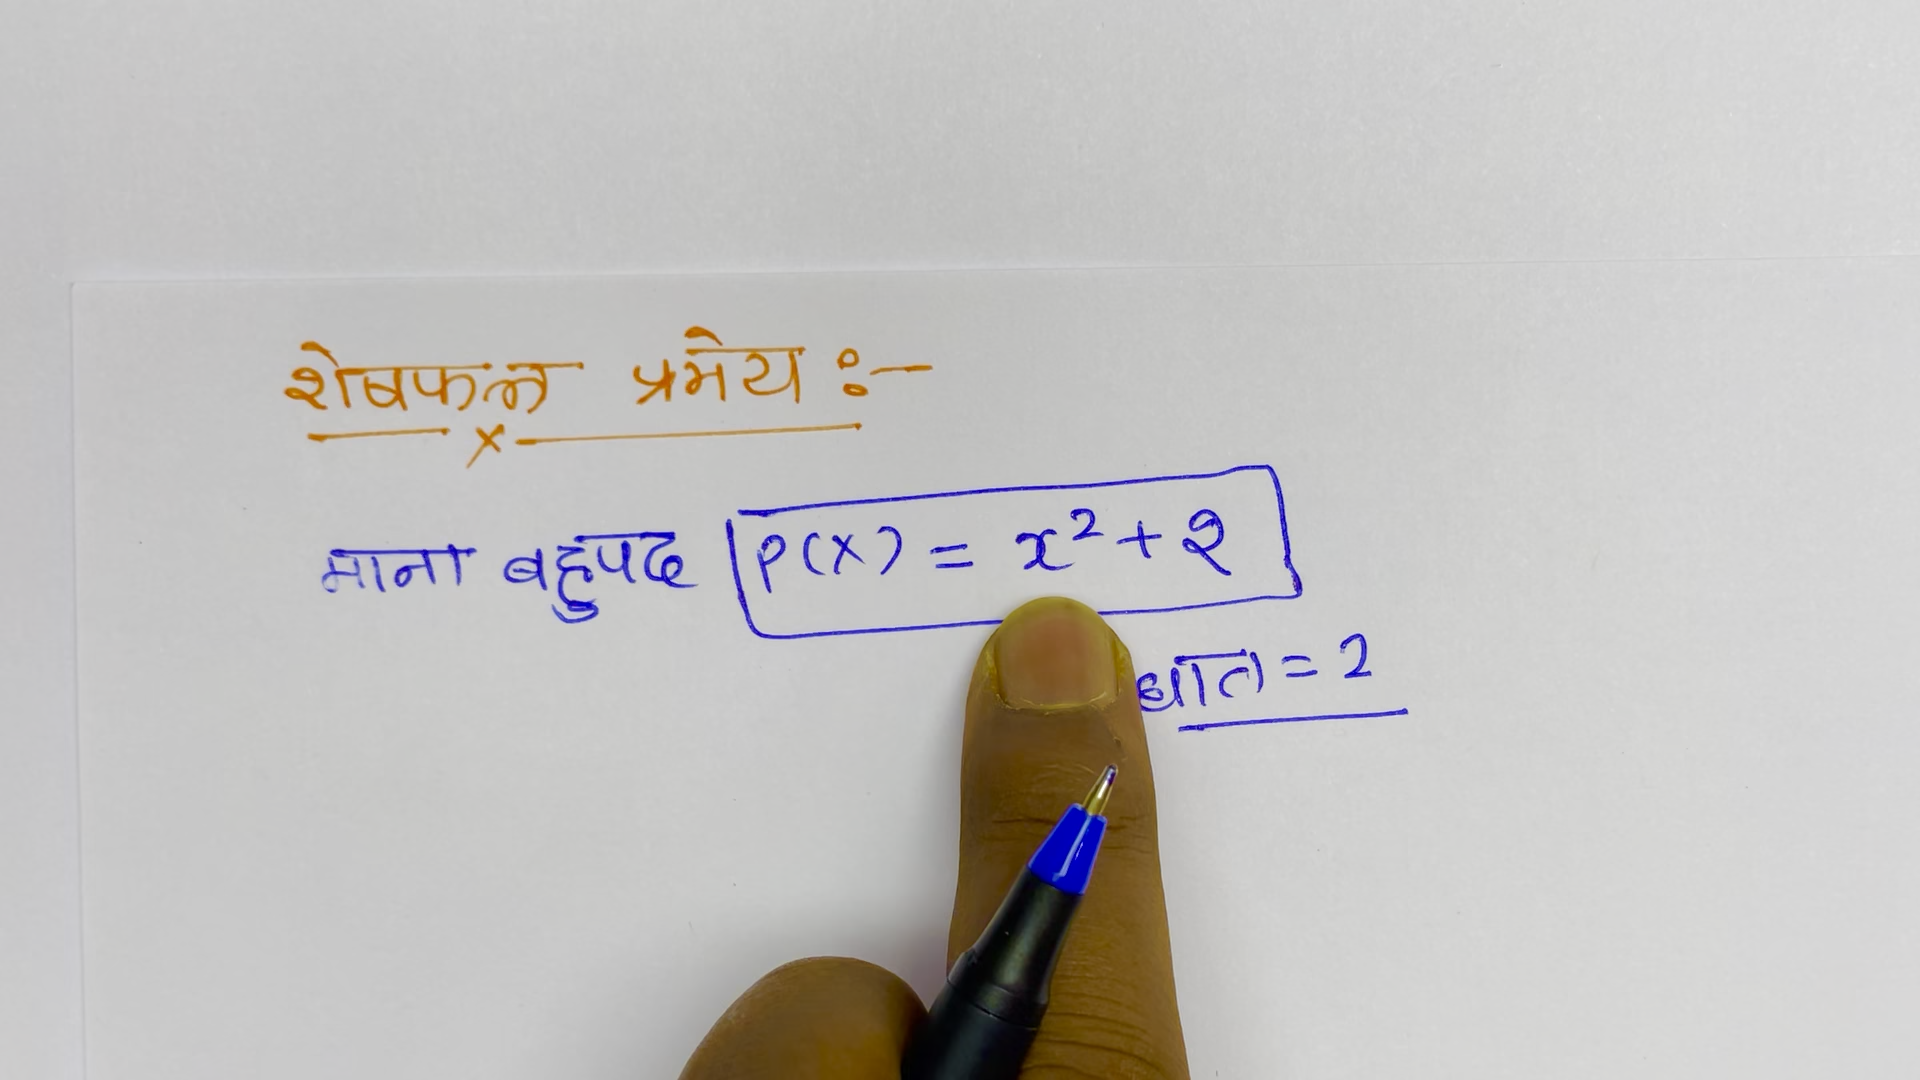 शेषफल प्रमेय :-
माना बहुपद P(x) = x² + 2
घात = 2